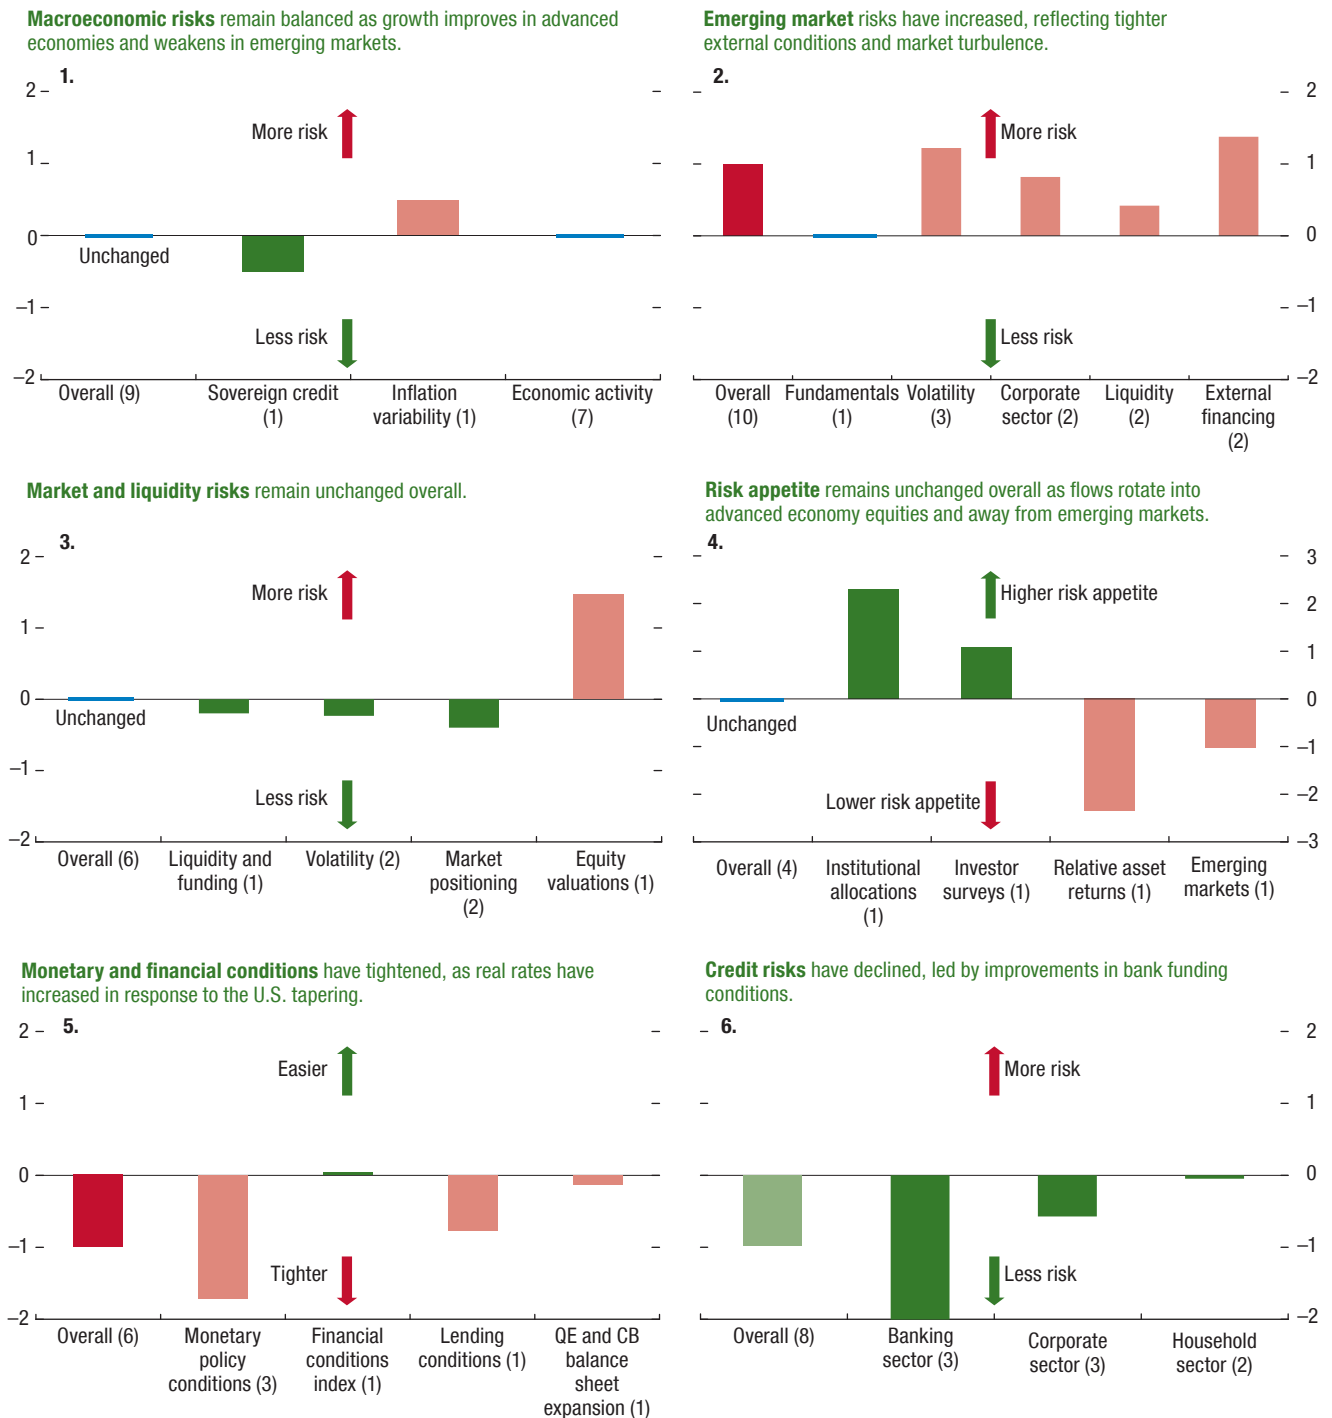 Macroeconomic risks remain balanced as growth improves in advanced
economies and weakens in emerging markets.
1.
2
1
0
–1
–2
More risk
Unchanged
Less risk
Overall (9)
Sovereign credit
(1)
Inflation
variability (1)
Economic activity
(7)
Emerging market risks have increased, reflecting tighter
external conditions and market turbulence.
2.
2
1
0
–1
–2
More risk
Less risk
Overall
(10)
Fundamentals
(1)
Volatility
(3)
Corporate
sector (2)
Liquidity
(2)
External
financing
(2)
Market and liquidity risks remain unchanged overall.
3.
2
1
0
–1
–2
More risk
Unchanged
Less risk
Overall (6)
Liquidity and
funding (1)
Volatility (2)
Market
positioning
(2)
Equity
valuations (1)
Risk appetite remains unchanged overall as flows rotate into
advanced economy equities and away from emerging markets.
4.
3
2
1
0
–1
–2
–3
Higher risk appetite
Unchanged
Lower risk appetite
Overall (4)
Institutional
allocations
(1)
Investor
surveys (1)
Relative asset
returns (1)
Emerging
markets (1)
Monetary and financial conditions have tightened, as real rates have
increased in response to the U.S. tapering.
5.
2
1
0
–1
–2
Easier
Tighter
Overall (6)
Monetary
policy
conditions (3)
Financial
conditions
index (1)
Lending
conditions (1)
QE and CB
balance
sheet
expansion (1)
Credit risks have declined, led by improvements in bank funding
conditions.
6.
2
1
0
–1
–2
More risk
Less risk
Overall (8)
Banking
sector (3)
Corporate
sector (3)
Household
sector (2)